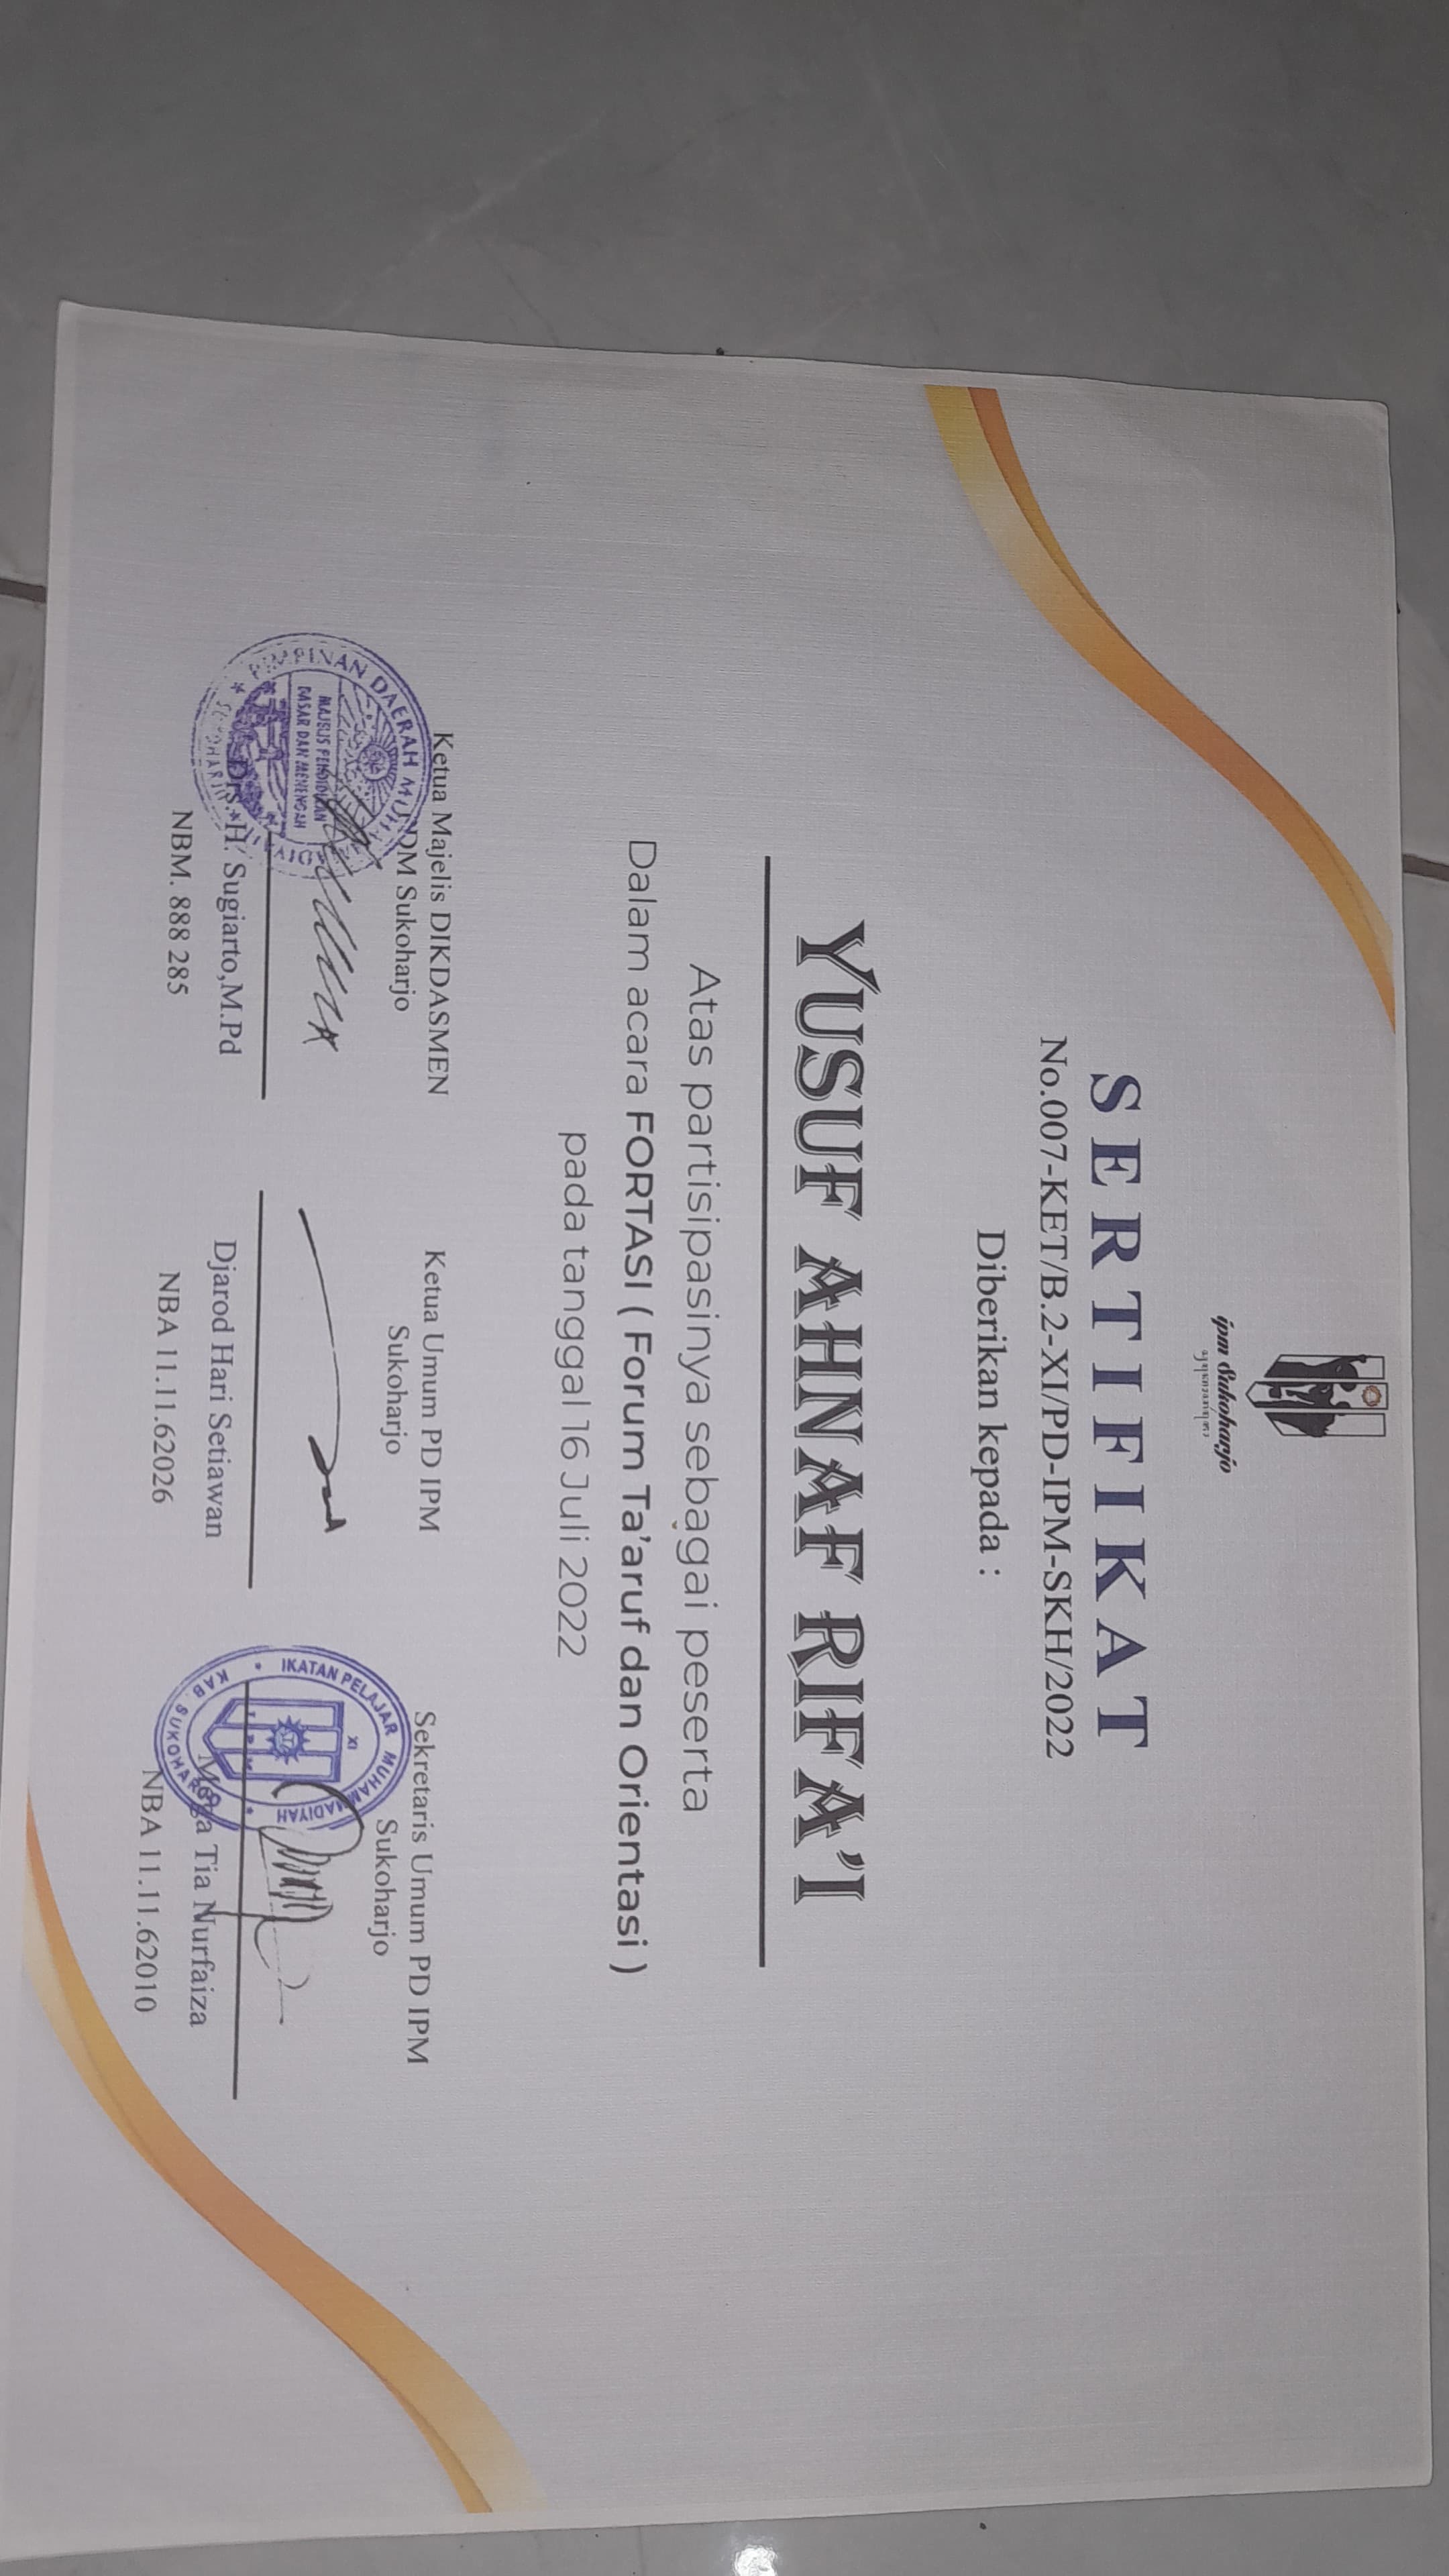 ipm Sukoharjo
SERTIFIKAT
No.007-KET/B.2-XI/PD-IPM-SKH/2022
Diberikan kepada :
YUSUF AHNAF RIFA'I
Atas partisipasinya sebagai peserta
Dalam acara FORTASI ( Forum Ta'aruf dan Orientasi )
pada tanggal 16 Juli 2022
Ketua Majelis DIKDASMEN
PDM Sukoharjo
PIMPINAN DAERAH MUHAMMADIYAH
MAJELIS PENDIDIKAN
DASAR DAN MENENGAH
SUKOHARJO
Drs. H. Sugiarto,M.Pd
NBM. 888 285
Ketua Umum PD IPM
Sukoharjo
Djarod Hari Setiawan
NBA 11.11.62026
Sekretaris Umum PD IPM
Sukoharjo
IKATAN PELAJAR MUHAMMADIYAH
XI
KAB SUKOHARJO
Mega Tia Nurfaiza
NBA 11.11.62010